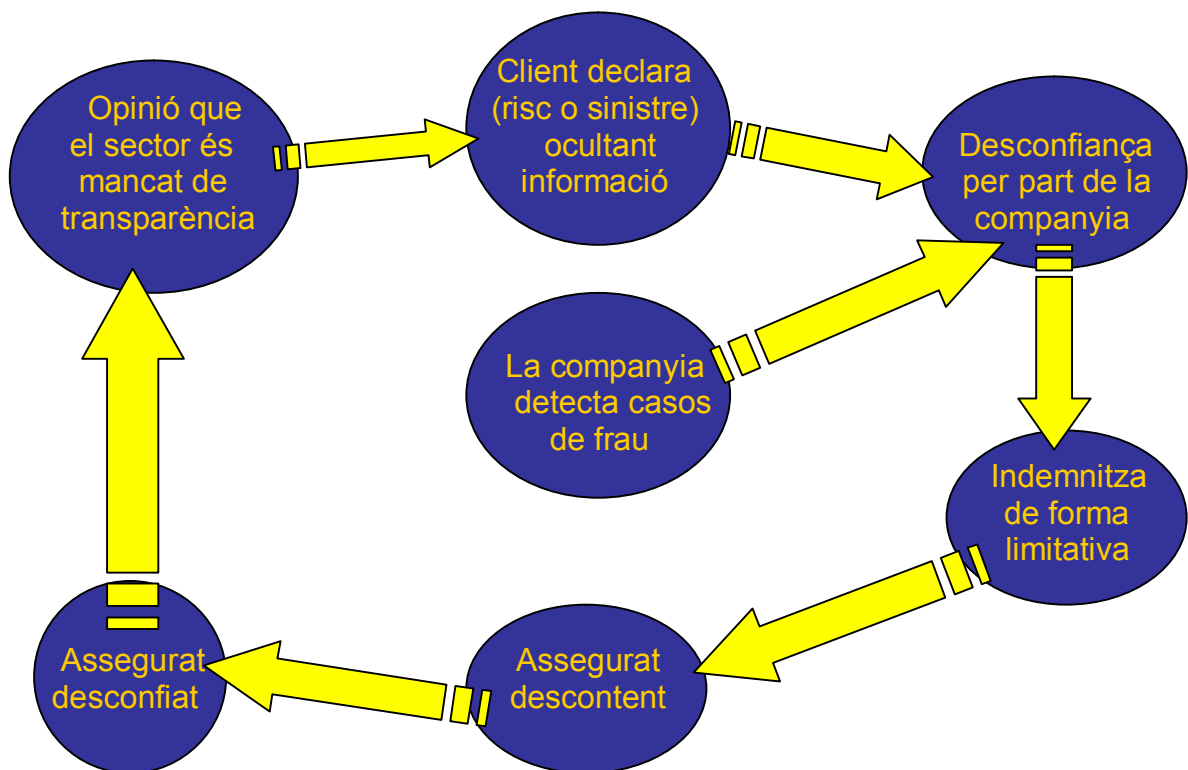 Opinió que
el sector és
mancat de
transparència
Client declara
(risc o sinistre)
ocultant
informació
Desconfiança
per part de la
companyia
La companyia
detecta casos
de frau
Indemnitza
de forma
limitativa
Assegurat
descontent
Assegurat
desconfiat